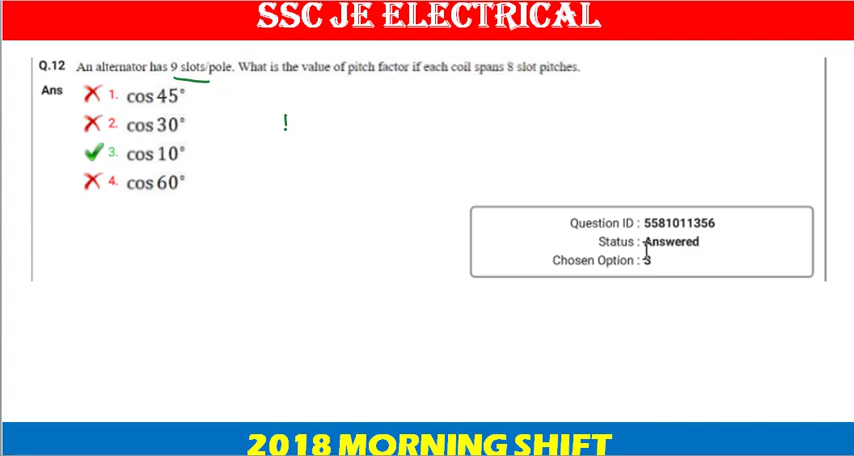 SSC JE ELECTRICAL
Q.12 An alternator has 9 slots/pole. What is the value of pitch factor if each coil spans 8 slot pitches.
Ans 1. cos 45°
2. cos 30°
3. cos 10°
4. cos 60°
!
Question ID : 5581011356
Status : Answered
Chosen Option : 3
2018 MORNING SHIFT